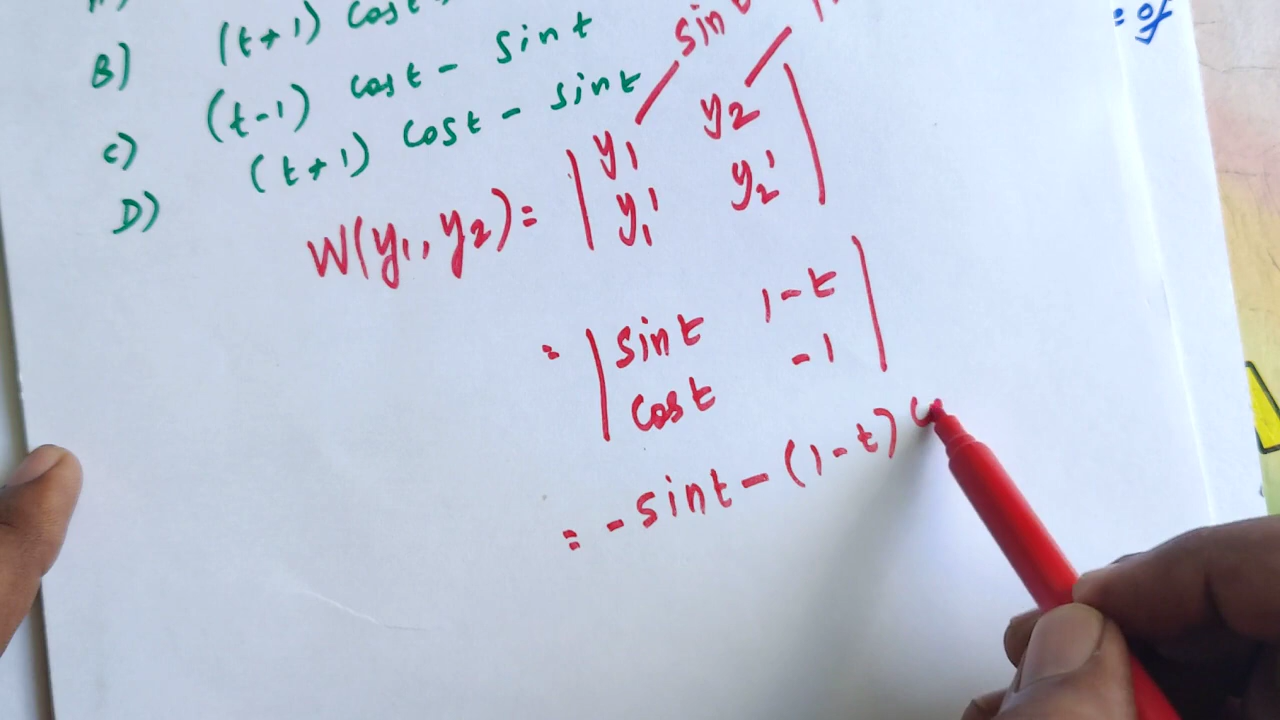 B) (t+1) cost
C) (t-1) cost - sint
D) (t+1) cost - sint
sin
W(y₁, y₂) = | y₁ y₂ |
| y₁' y₂' |
= | sint 1-t |
| cost -1 |
= - sint - (1-t)